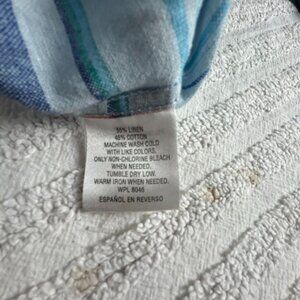 55% LINEN
45% COTTON
MACHINE WASH COLD
WITH LIKE COLORS.
ONLY NON-CHLORINE BLEACH
WHEN NEEDED.
TUMBLE DRY LOW.
WARM IRON WHEN NEEDED.
WPL 8046
ESPAÑOL EN REVERSO